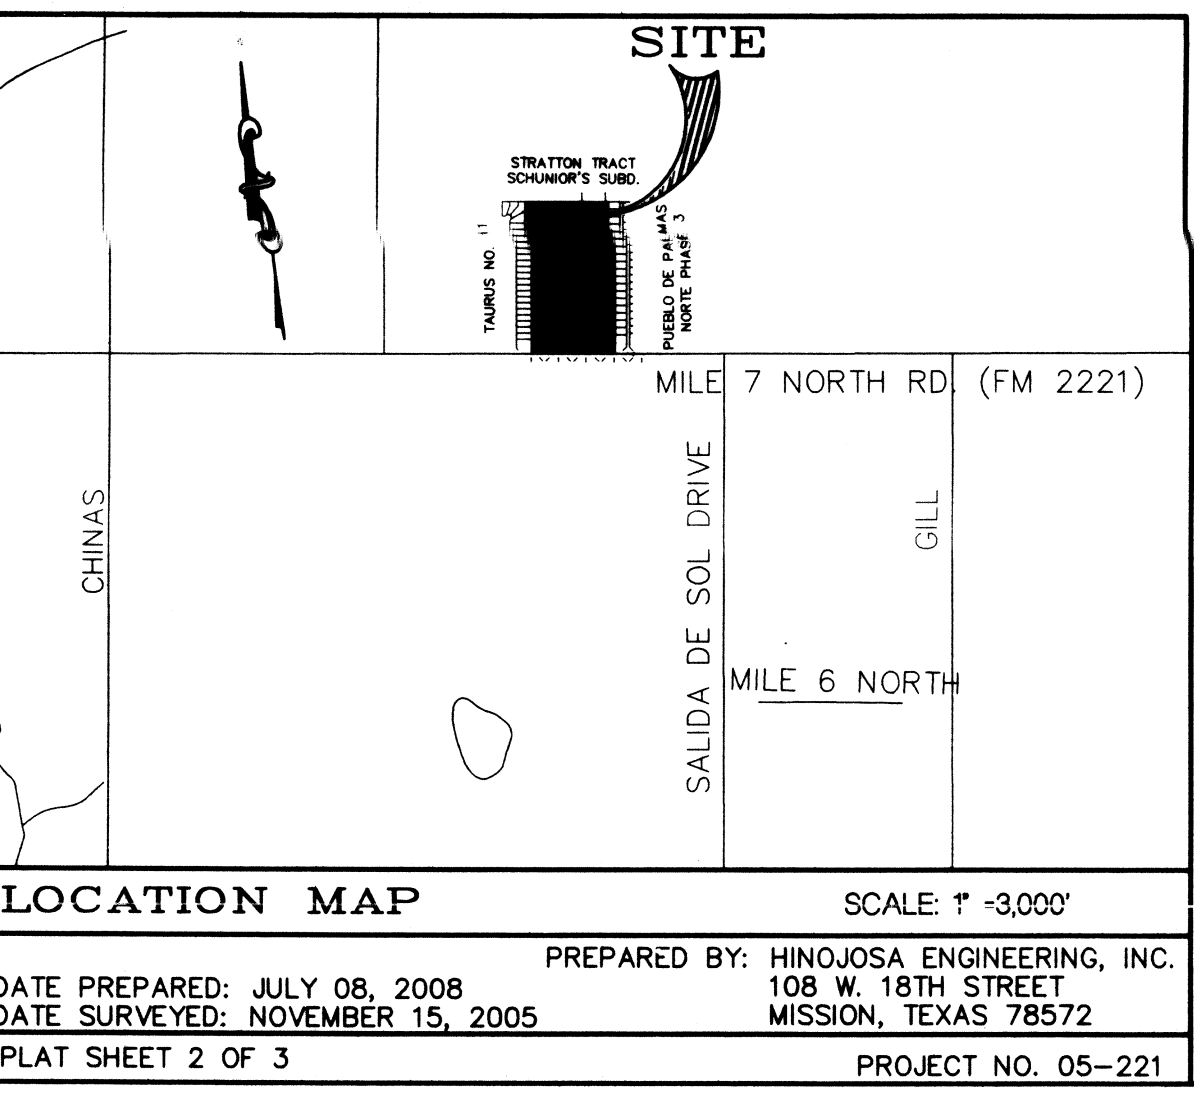 SITE
STRATTON TRACT
SCHUNIOR'S SUBD.
TAURUS NO. 11
PUEBLO DE PALMAS
NORTE PHASE 3
MILE 7 NORTH RD. (FM 2221)
CHINAS
SALIDA DE SOL DRIVE
GILL
MILE 6 NORTH
LOCATION MAP
SCALE: 1" =3,000'
PREPARED BY: HINOJOSA ENGINEERING, INC.
108 W. 18TH STREET
MISSION, TEXAS 78572
DATE PREPARED: JULY 08, 2008
DATE SURVEYED: NOVEMBER 15, 2005
PLAT SHEET 2 OF 3
PROJECT NO. 05-221